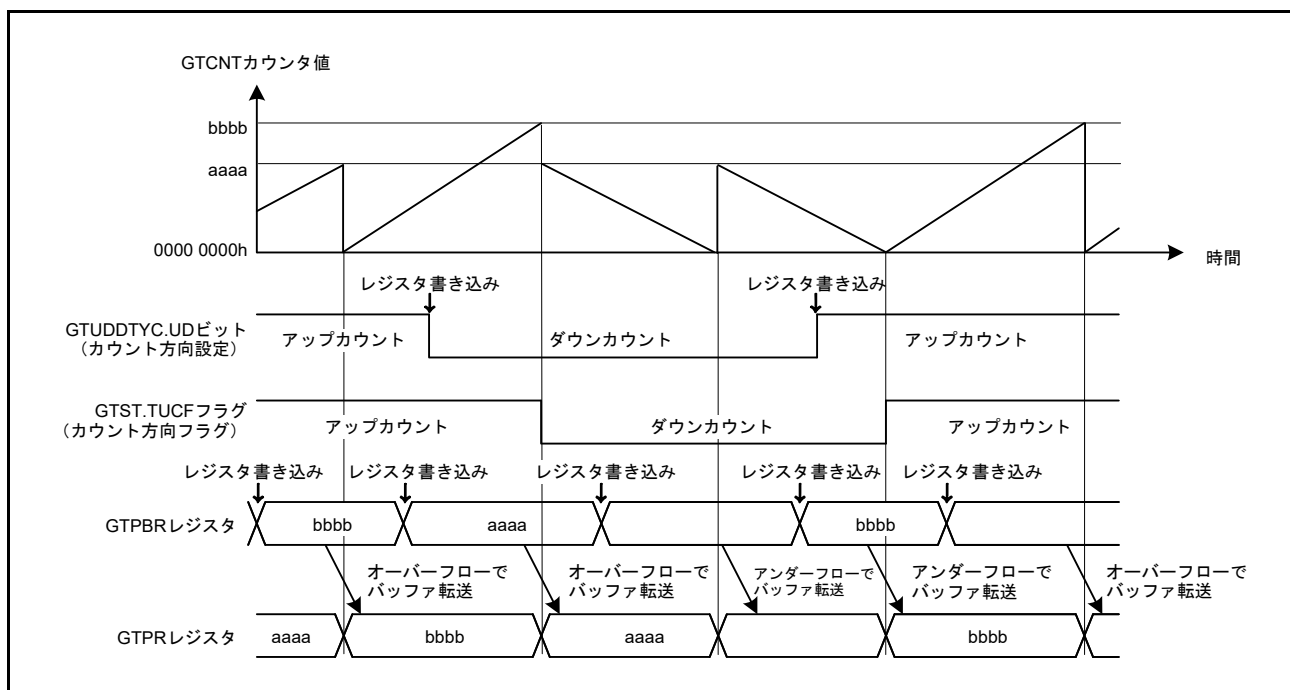 GTCNTカウンタ値
bbbb
aaaa
0000 0000h
時間
レジスタ書き込み
レジスタ書き込み
GTUDDTYC.UDビット
（カウント方向設定）
アップカウント
ダウンカウント
アップカウント
GTST.TUCFフラグ
（カウント方向フラグ）
アップカウント
ダウンカウント
アップカウント
レジスタ書き込み
レジスタ書き込み
レジスタ書き込み
レジスタ書き込み
レジスタ書き込み
GTPBRレジスタ
bbbb
aaaa
bbbb
オーバーフローで
バッファ転送
オーバーフローで
バッファ転送
アンダーフローで
バッファ転送
アンダーフローで
バッファ転送
オーバーフローで
バッファ転送
GTPRレジスタ
aaaa
bbbb
aaaa
bbbb